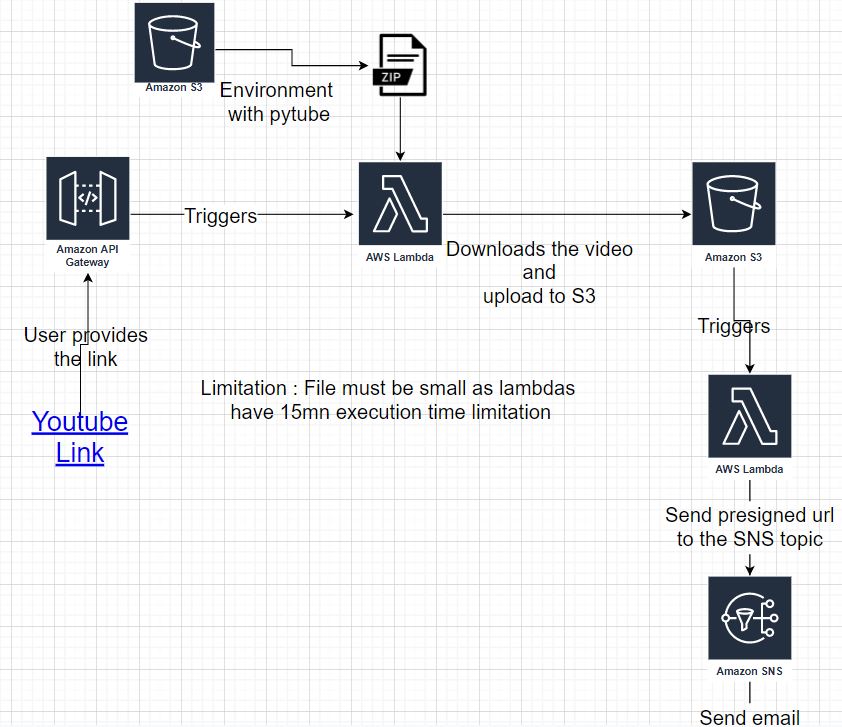 Amazon S3
Environment
with pytube
ZIP
</>
Amazon API
Gateway
Triggers
AWS Lambda
Downloads the video
and
upload to S3
Amazon S3
User provides
the link
Triggers
Youtube
Link
Limitation : File must be small as lambdas
have 15mn execution time limitation
AWS Lambda
Send presigned url
to the SNS topic
Amazon SNS
Send email